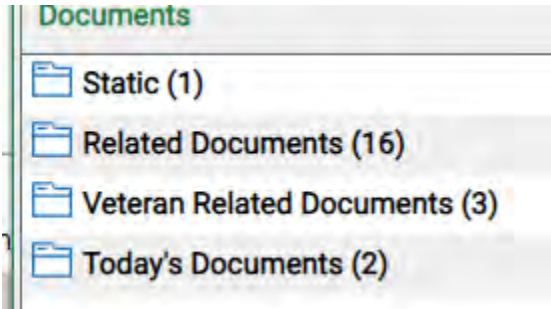 Documents
Static (1)
Related Documents (16)
Veteran Related Documents (3)
Today's Documents (2)